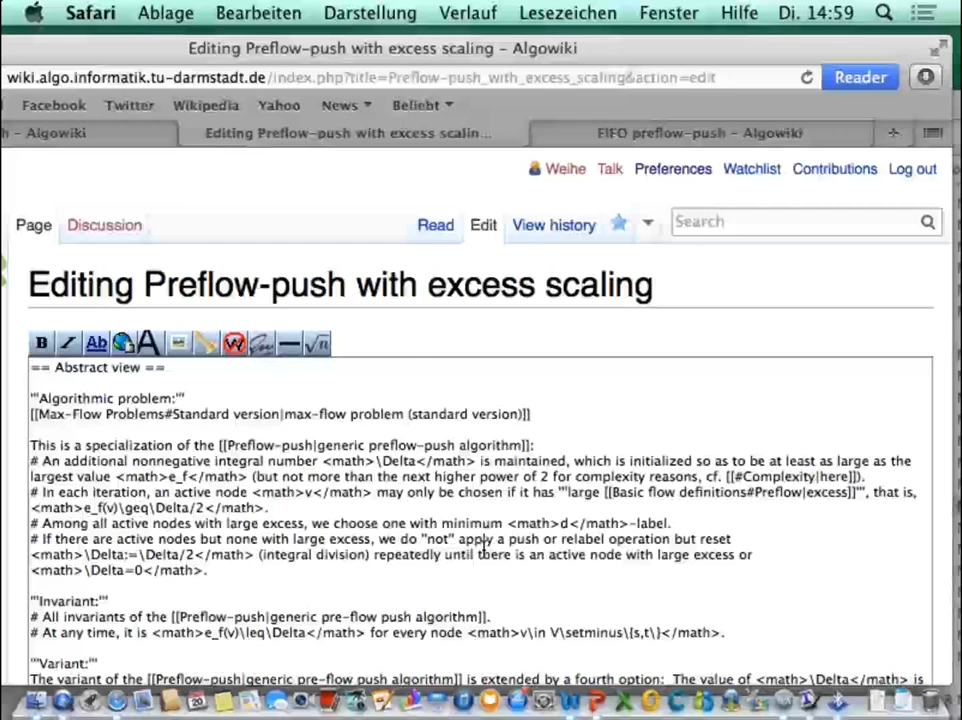 Safari Ablage Bearbeiten Darstellung Verlauf Lesezeichen Fenster Hilfe Di. 14:59
Editing Preflow-push with excess scaling – Algowiki
wiki.algo.informatik.tu-darmstadt.de/index.php?title=Preflow-push_with_excess_scaling&action=edit Reader
Facebook Twitter Wikipedia Yahoo News Beliebt
h – Algowiki Editing Preflow-push with excess scalin... FIFO preflow-push – Algowiki
Weihe Talk Preferences Watchlist Contributions Log out
Page Discussion Read Edit View history Search
Editing Preflow-push with excess scaling
B I Ab A W √n
== Abstract view ==
'''Algorithmic problem:'''
[[Max-Flow Problems#Standard version|max-flow problem (standard version)]]
This is a specialization of the [[Preflow-push|generic preflow-push algorithm]]:
# An additional nonnegative integral number <math>\Delta</math> is maintained, which is initialized so as to be at least as large as the
largest value <math>e_f</math> (but not more than the next higher power of 2 for complexity reasons, cf. [[#Complexity|here]]).
# In each iteration, an active node <math>v</math> may only be chosen if it has '''large [[Basic flow definitions#Preflow|excess]]''', that is,
<math>e_f(v)\geq\Delta/2</math>.
# Among all active nodes with large excess, we choose one with minimum <math>d</math>-label.
# If there are active nodes but none with large excess, we do ''not'' apply a push or relabel operation but reset
<math>\Delta:=\Delta/2</math> (integral division) repeatedly until there is an active node with large excess or
<math>\Delta=0</math>.
'''Invariant:'''
# All invariants of the [[Preflow-push|generic pre-flow push algorithm]].
# At any time, it is <math>e_f(v)\leq\Delta</math> for every node <math>v\in V\setminus\{s,t\}</math>.
'''Variant:'''
The variant of the [[Preflow-push|generic pre-flow push algorithm]] is extended by a fourth option: The value of <math>\Delta</math> is